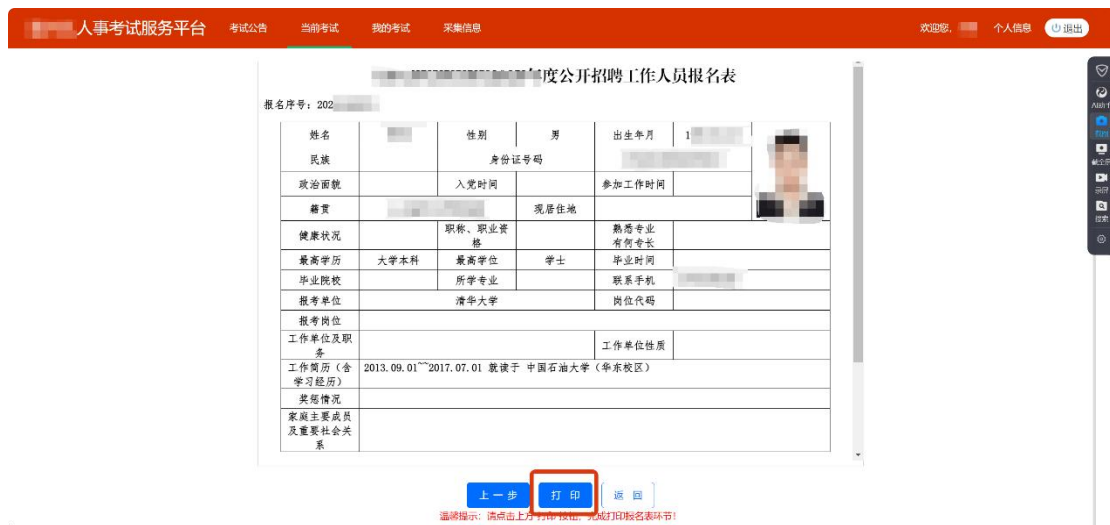 人事考试服务平台 考试公告 当前考试 我的考试 采集信息 欢迎您, 个人信息 退出
年度公开招聘工作人员报名表
报名序号: 202
姓名 性别 男 出生年月 1
民族 身份证号码
政治面貌 入党时间 参加工作时间
籍贯 现居住地
健康状况 职称、职业资格 熟悉专业有何专长
最高学历 大学本科 最高学位 学士 毕业时间
毕业院校 所学专业 联系手机
报考单位 清华大学 岗位代码
报考岗位
工作单位及职务 工作单位性质
工作简历(含学习经历) 2013.09.01~~2017.07.01 就读于 中国石油大学(华东校区)
奖惩情况
家庭主要成员及重要社会关系
上一步 打 印 返 回
温馨提示: 请点击上方"打印"按钮, 完成打印报名表环节!
录屏
搜索